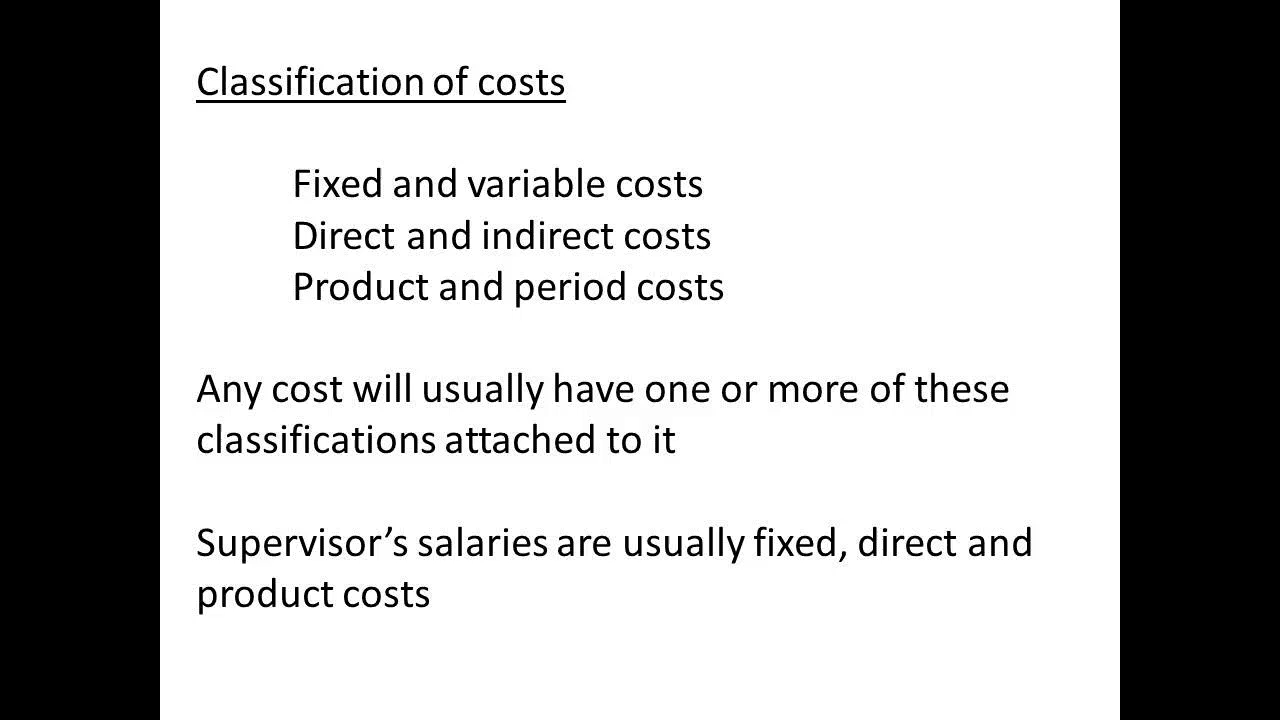 Classification of costs
Fixed and variable costs
Direct and indirect costs
Product and period costs
Any cost will usually have one or more of these
classifications attached to it
Supervisor’s salaries are usually fixed, direct and
product costs